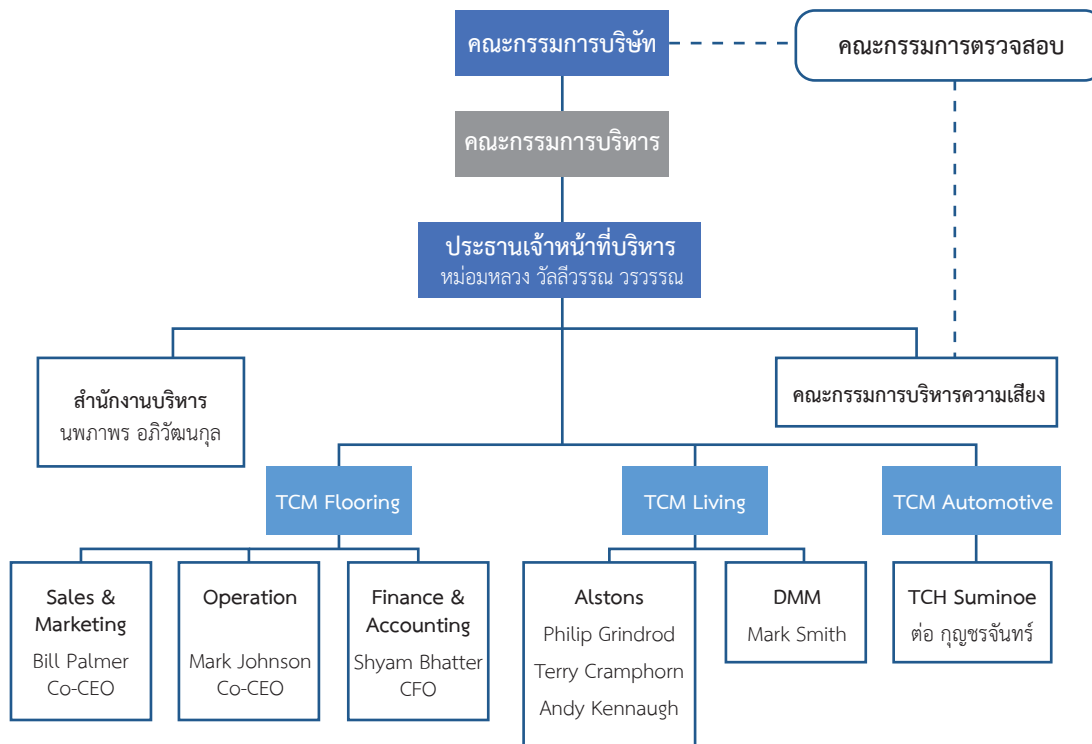 คณะกรรมการบริษัท
คณะกรรมการตรวจสอบ
คณะกรรมการบริหาร
ประธานเจ้าหน้าที่บริหาร
หม่อมหลวง วัลลีวรรณ วรวรรณ
สำนักงานบริหาร
นพภาพร อภิวัฒนกุล
คณะกรรมการบริหารความเสี่ยง
TCM Flooring
TCM Living
TCM Automotive
Sales &
Marketing
Bill Palmer
Co-CEO
Operation
Mark Johnson
Co-CEO
Finance &
Accounting
Shyam Bhatter
CFO
Alstons
Philip Grindrod
Terry Cramphorn
Andy Kennaugh
DMM
Mark Smith
TCH Suminoe
ต่อ กุญชรจันทร์